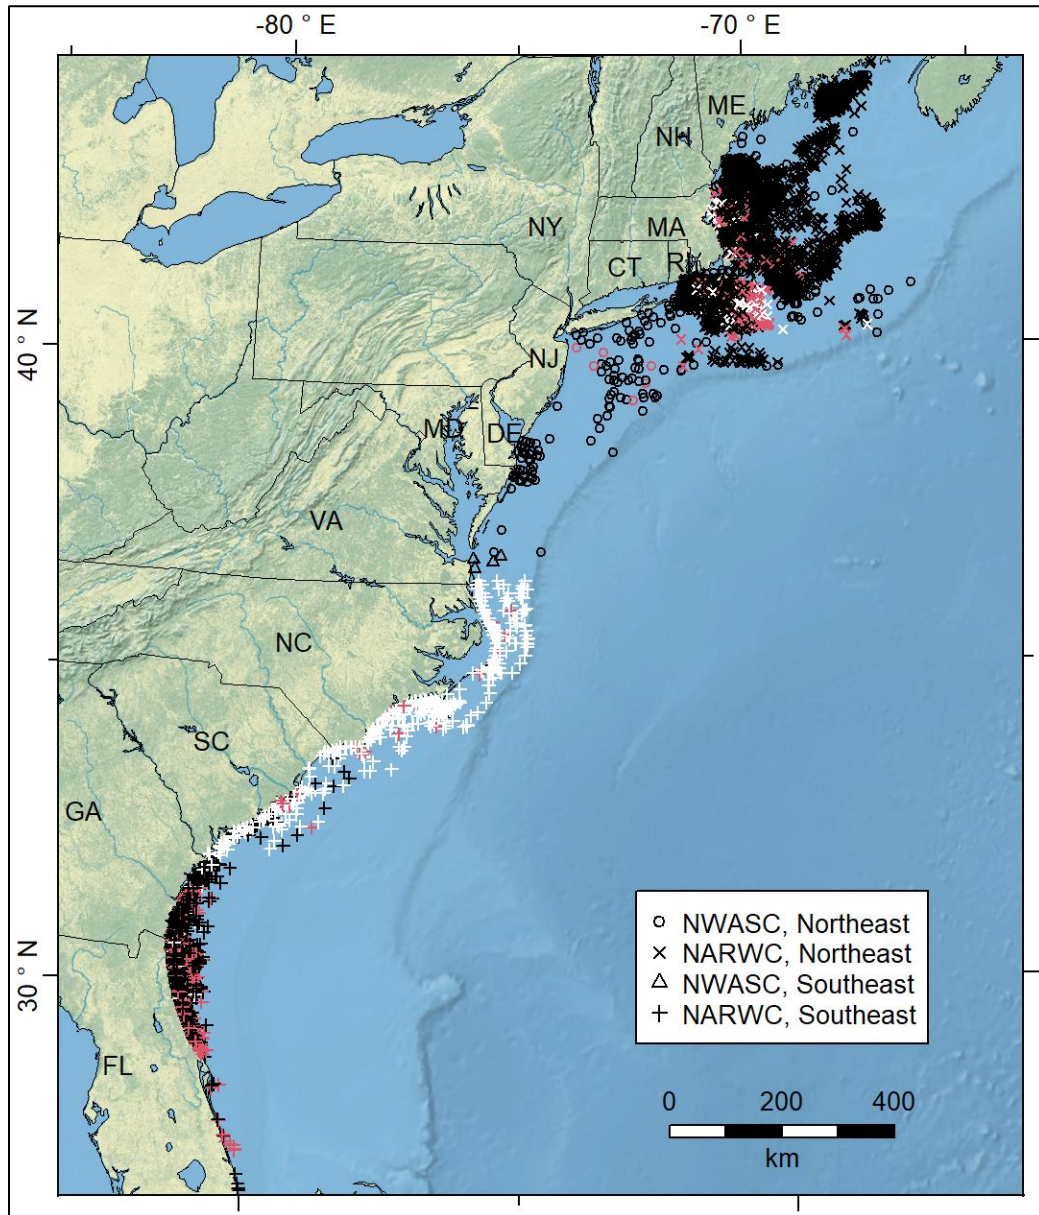 -80 ° E
-70 ° E
ME
NH
NY
MA
CT
RI
40 ° N
NJ
MD
DE
VA
NC
SC
GA
NWASC, Northeast
NARWC, Northeast
NWASC, Southeast
NARWC, Southeast
30 ° N
FL
0 200 400
km